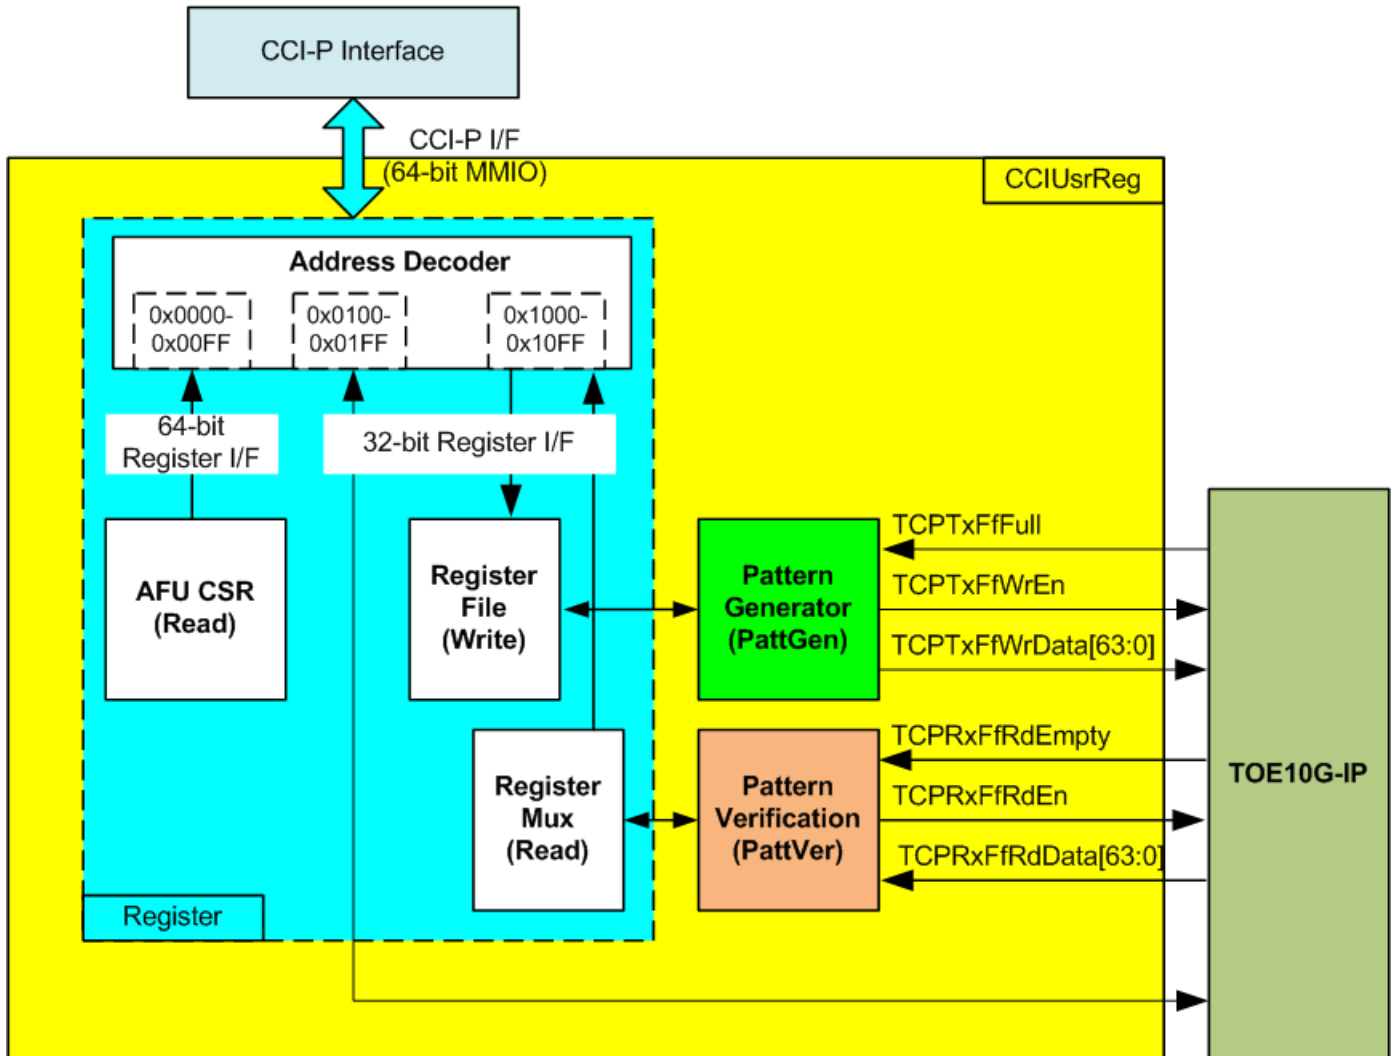 CCI-P Interface
CCI-P I/F
(64-bit MMIO)
CCIUsrReg
Address Decoder
0x0000-
0x00FF
0x0100-
0x01FF
0x1000-
0x10FF
64-bit
Register I/F
32-bit Register I/F
AFU CSR
(Read)
Register
File
(Write)
Pattern
Generator
(PattGen)
TCPTxFfFull
TCPTxFfWrEn
TCPTxFfWrData[63:0]
Register
Mux
(Read)
Pattern
Verification
(PattVer)
TCPRxFfRdEmpty
TCPRxFfRdEn
TCPRxFfRdData[63:0]
TOE10G-IP
Register